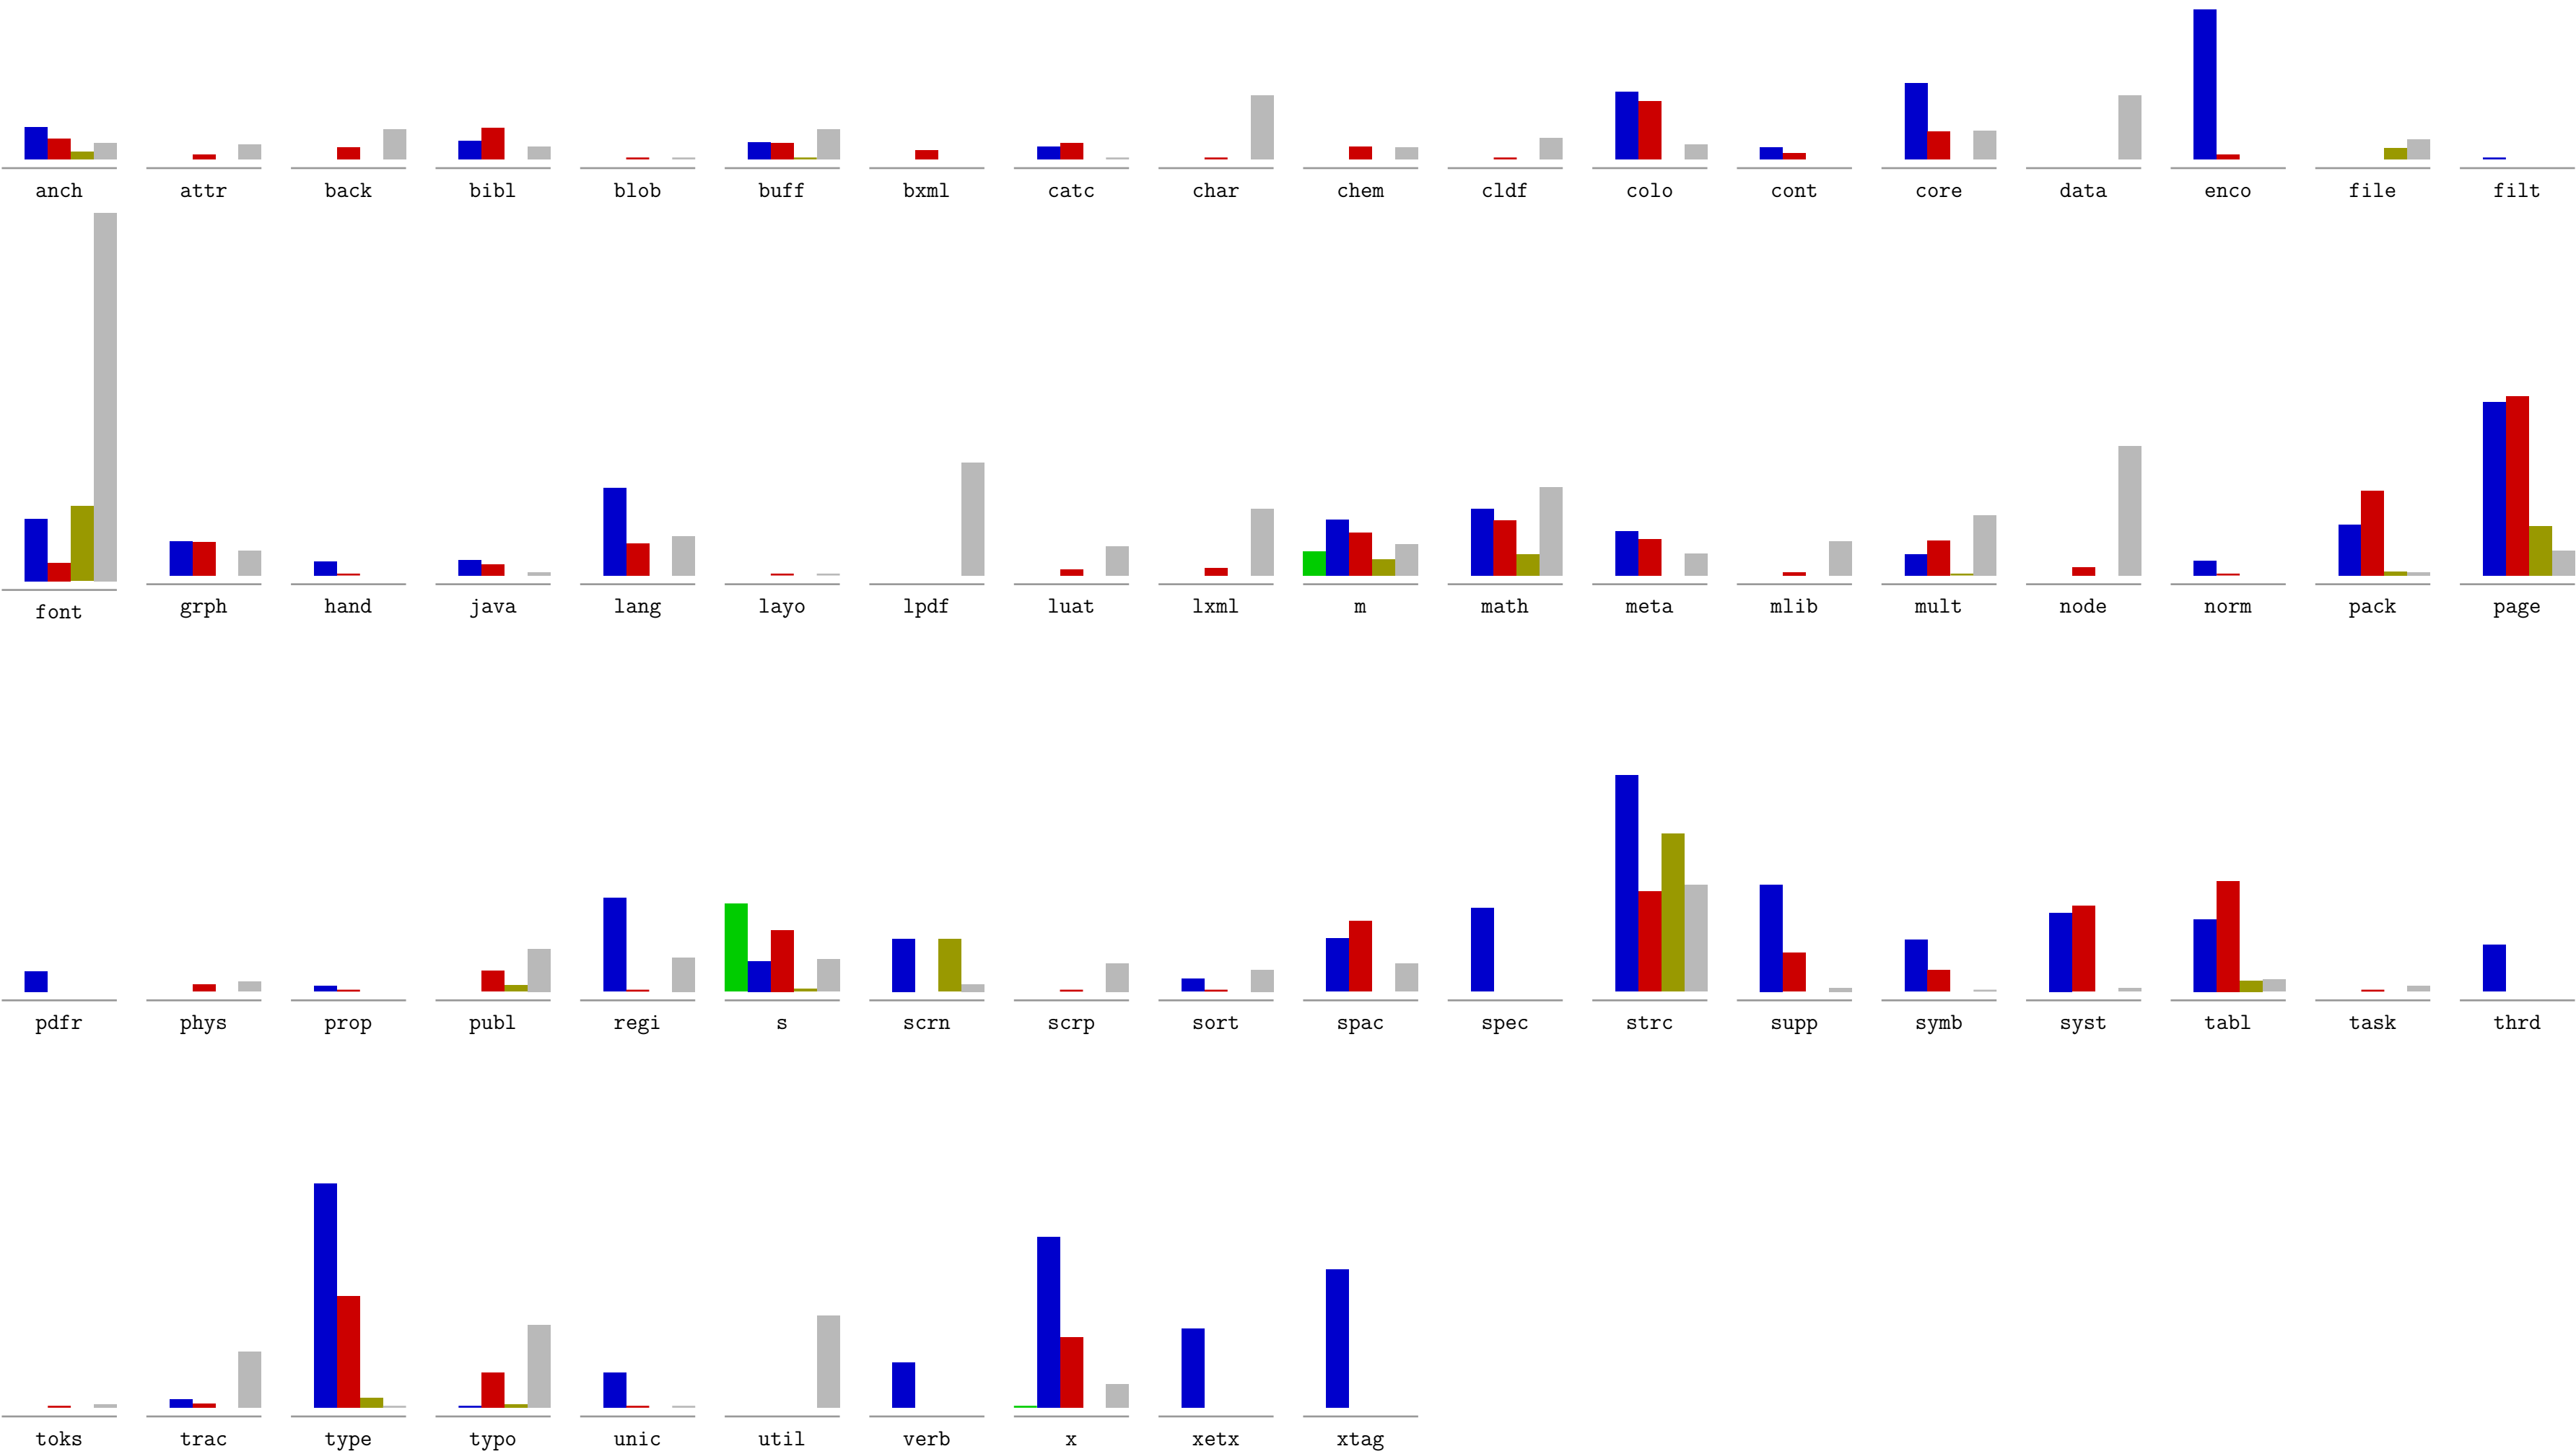 anch attr back bibl blob buff bxml catc char chem cldf colo cont core data enco file filt
font grph hand java lang layo lpdf luat lxml m math meta mlib mult node norm pack page
pdfr phys prop publ regi s scrn scrp sort spac spec strc supp symb syst tabl task thrd
toks trac type typo unic util verb x xetx xtag